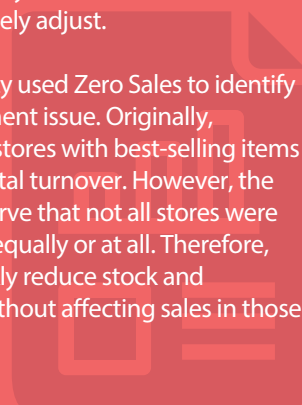 ely adjust.
y used Zero Sales to identify
ent issue. Originally,
stores with best-selling items
tal turnover. However, the
rve that not all stores were
equally or at all. Therefore,
ly reduce stock and
thout affecting sales in those